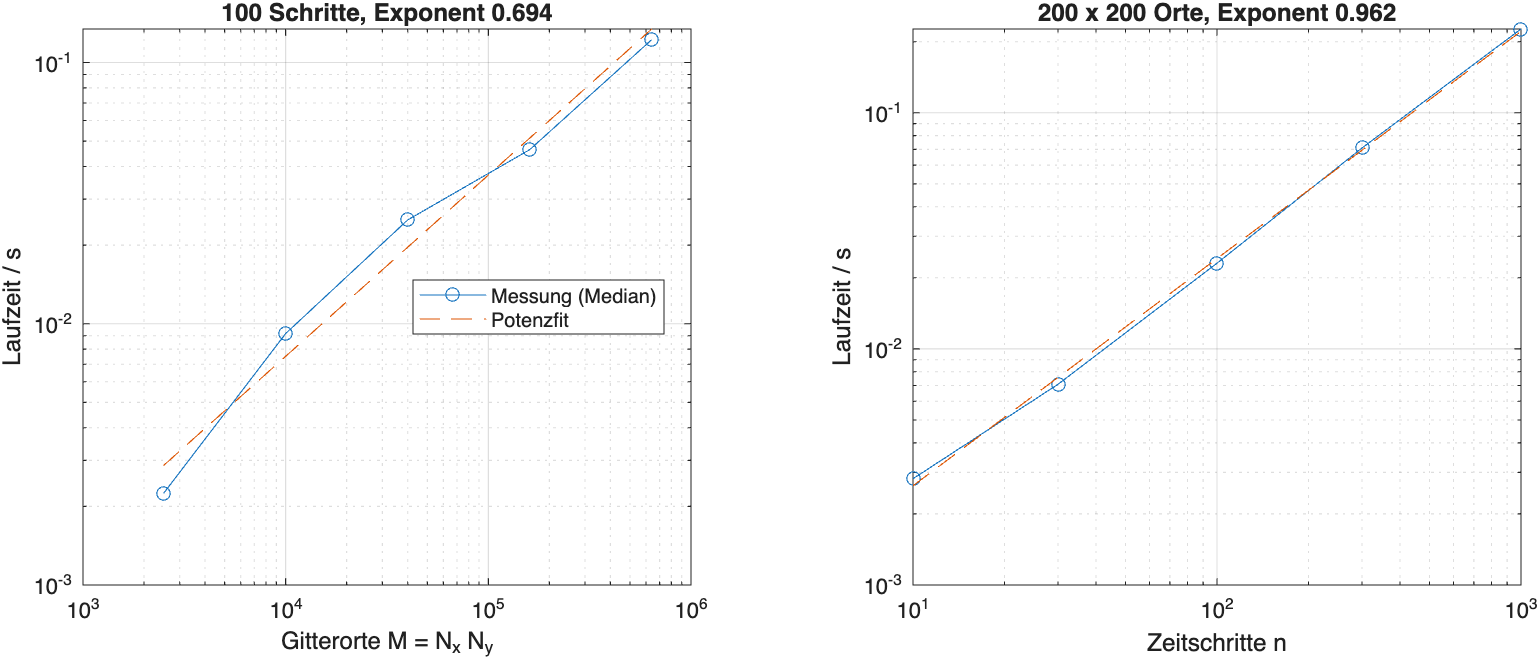 100 Schritte, Exponent 0.694
10^-1
10^-2
10^-3
Laufzeit / s
Messung (Median)
Potenzfit
10^3 10^4 10^5 10^6
Gitterorte M = N_x N_y
200 x 200 Orte, Exponent 0.962
10^-1
10^-2
10^-3
Laufzeit / s
10^1 10^2 10^3
Zeitschritte n